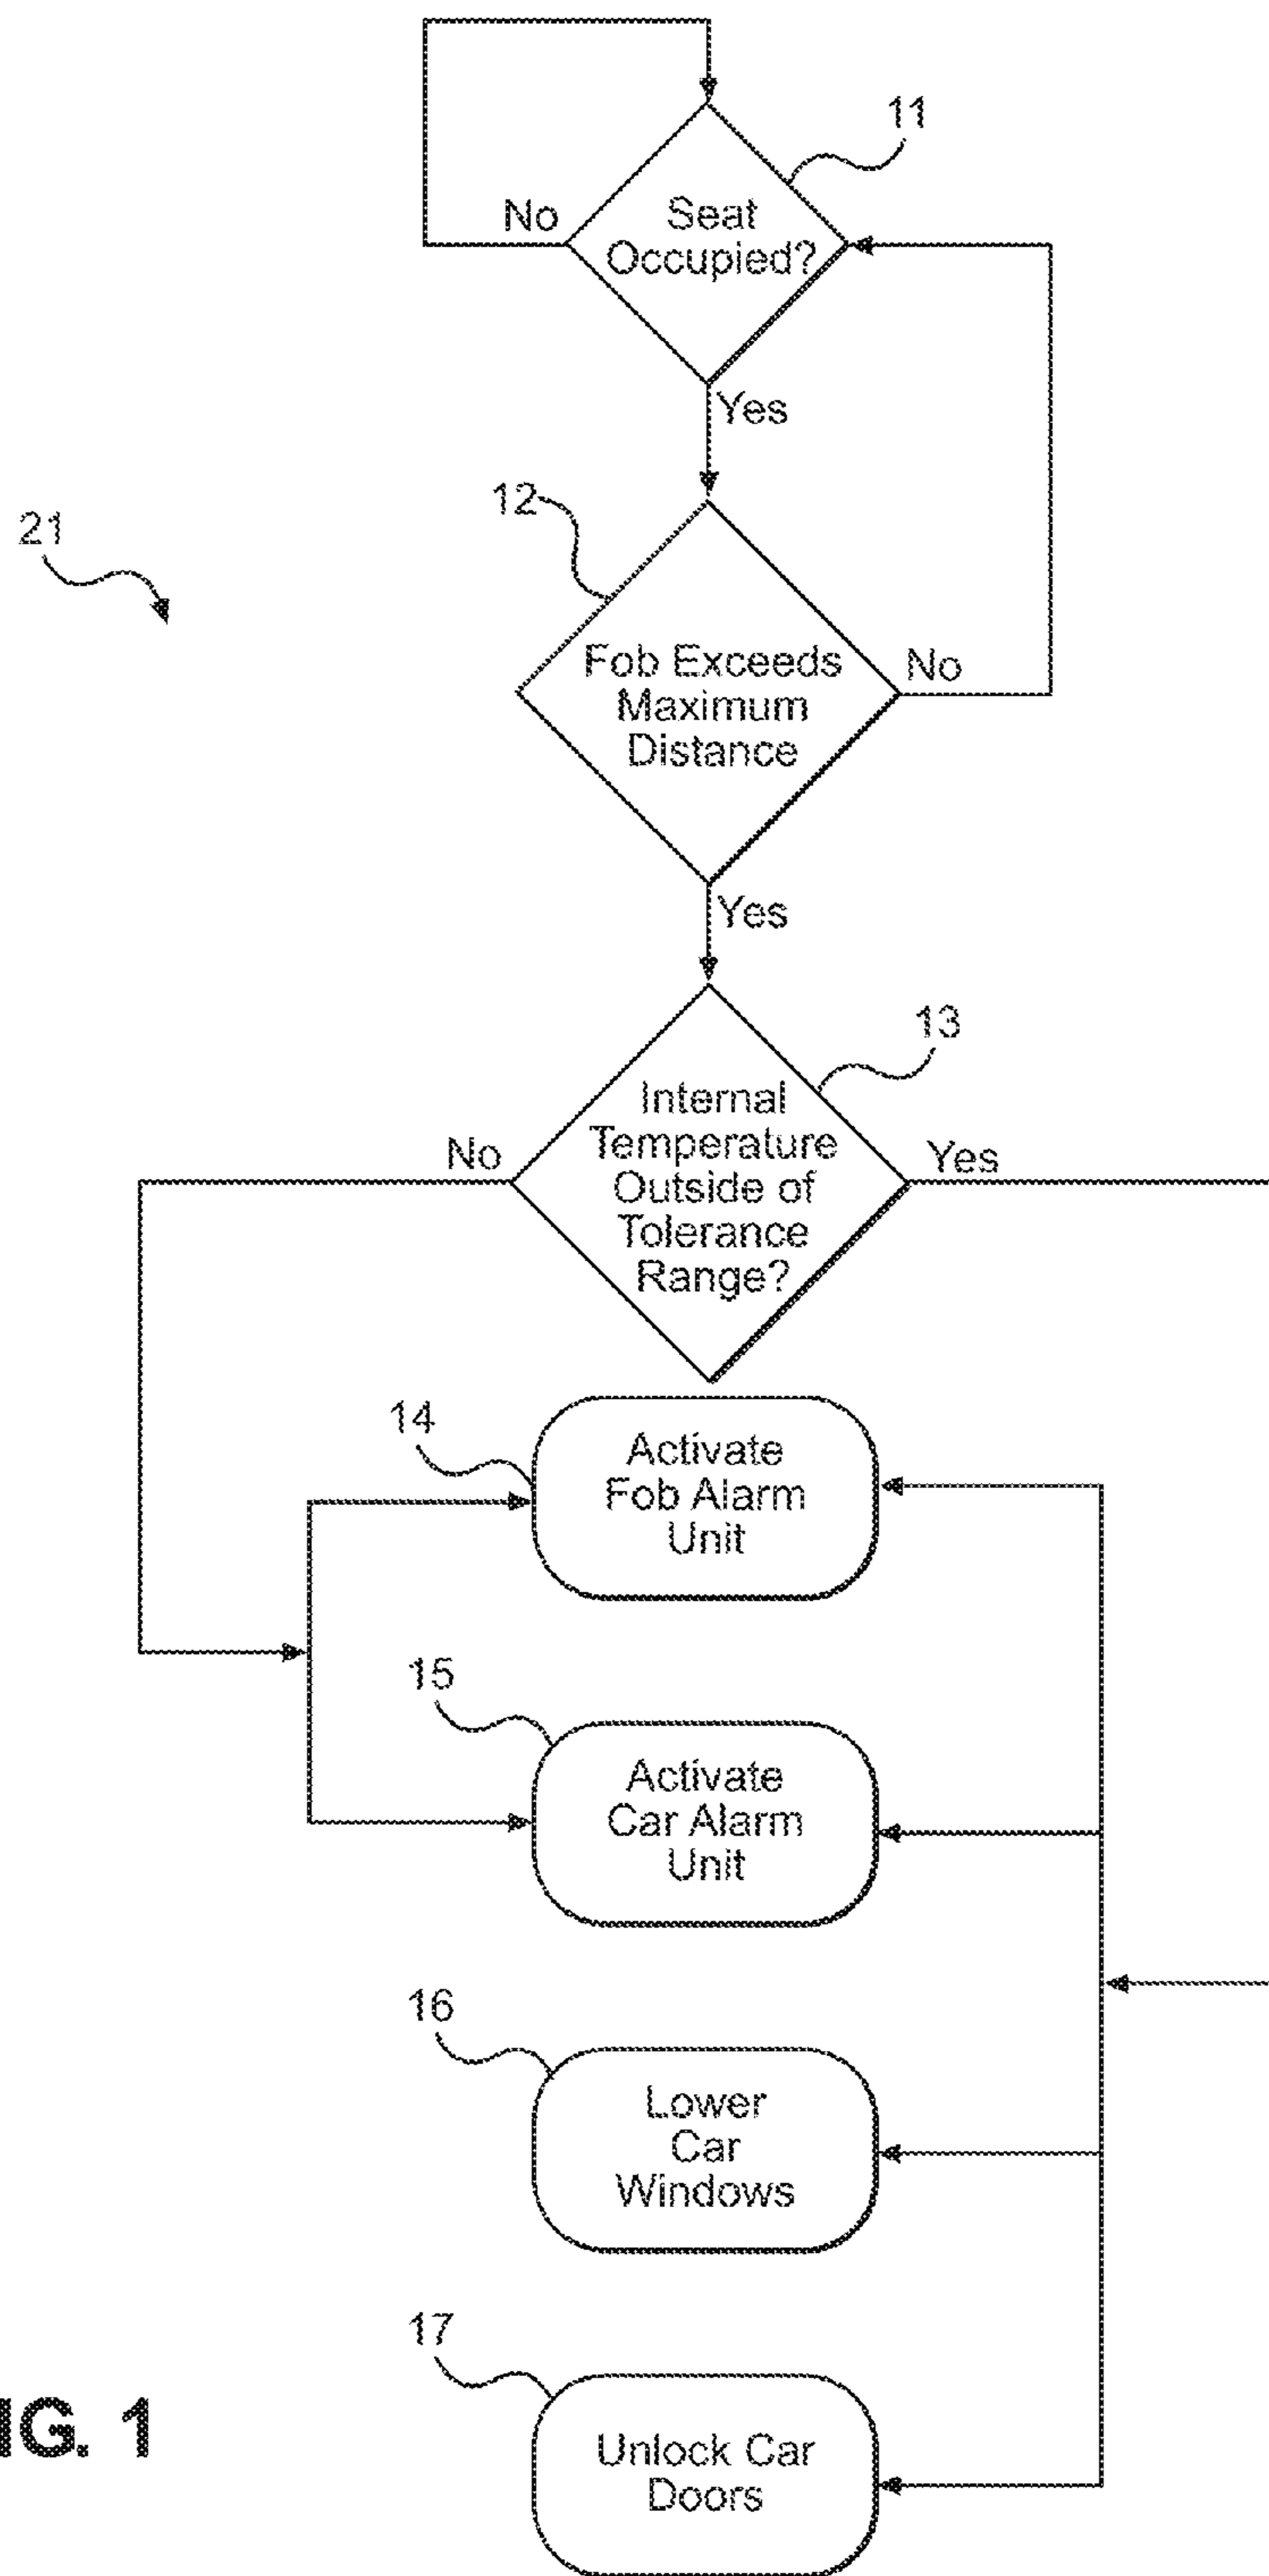 11
No
Seat
Occupied?
Yes
12
21
Fob Exceeds
Maximum
Distance
No
Yes
13
No
Internal
Temperature
Outside of
Tolerance
Range?
Yes
14
Activate
Fob Alarm
Unit
15
Activate
Car Alarm
Unit
16
Lower
Car
Windows
17
Unlock Car
Doors
IG. 1